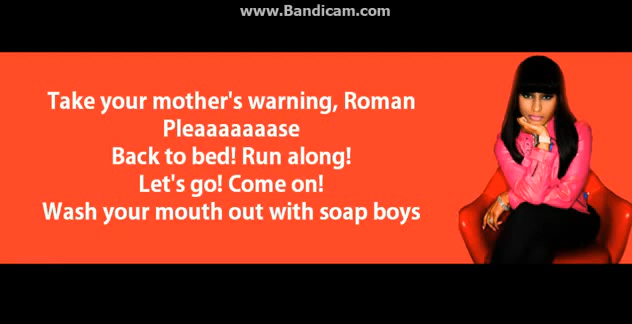 www.Bandicam.com
Take your mother's warning, Roman
Pleaaaaaaase
Back to bed! Run along!
Let's go! Come on!
Wash your mouth out with soap boys